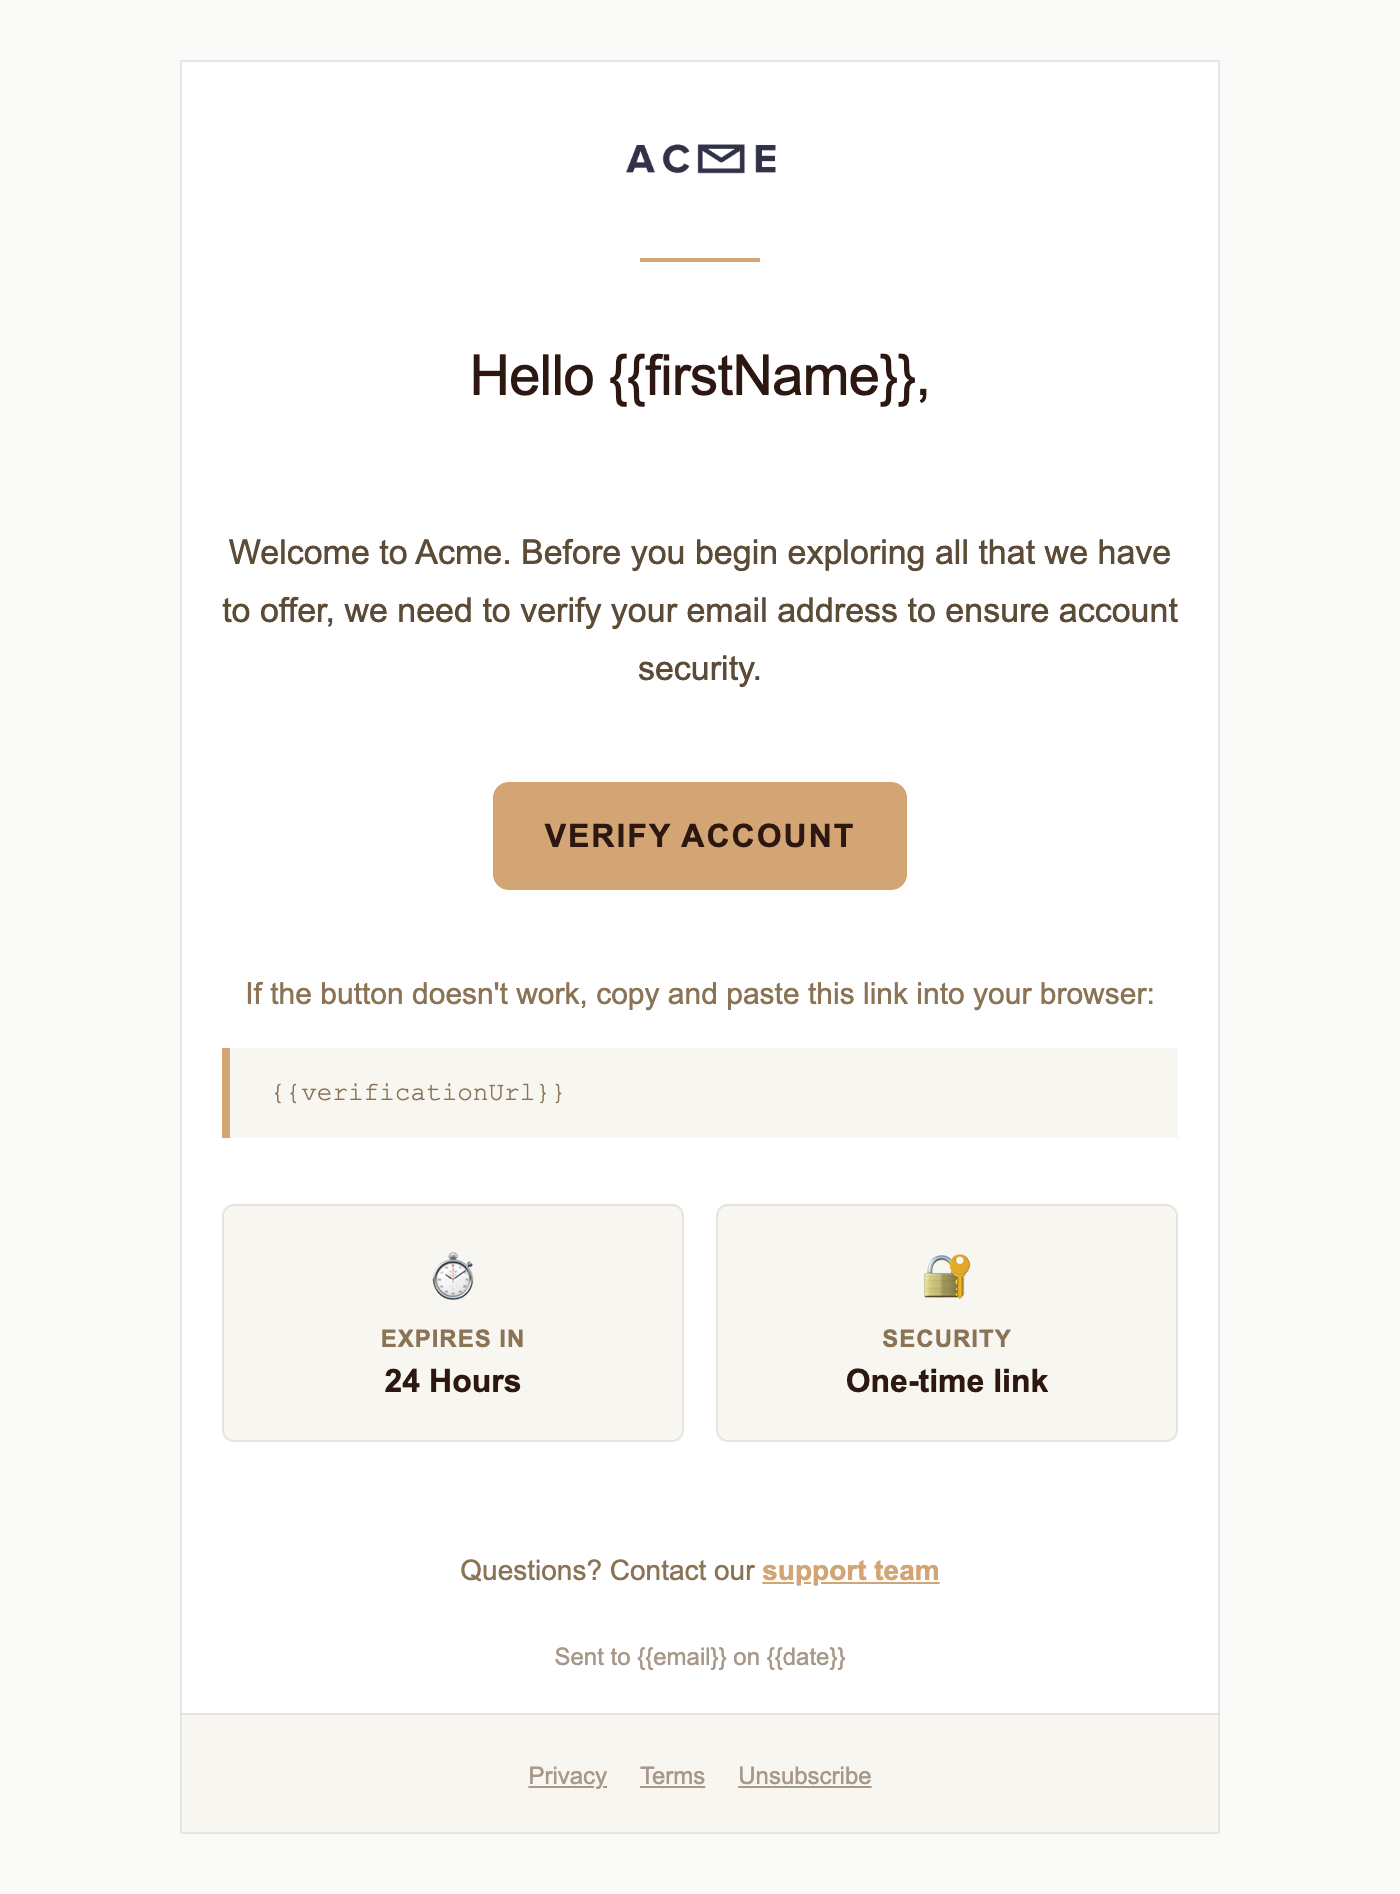 ACME
Hello {{firstName}},
Welcome to Acme. Before you begin exploring all that we have
to offer, we need to verify your email address to ensure account
security.
VERIFY ACCOUNT
If the button doesn't work, copy and paste this link into your browser:
{{verificationUrl}}
EXPIRES IN
24 Hours
SECURITY
One-time link
Questions? Contact our support team
Sent to {{email}} on {{date}}
Privacy Terms Unsubscribe